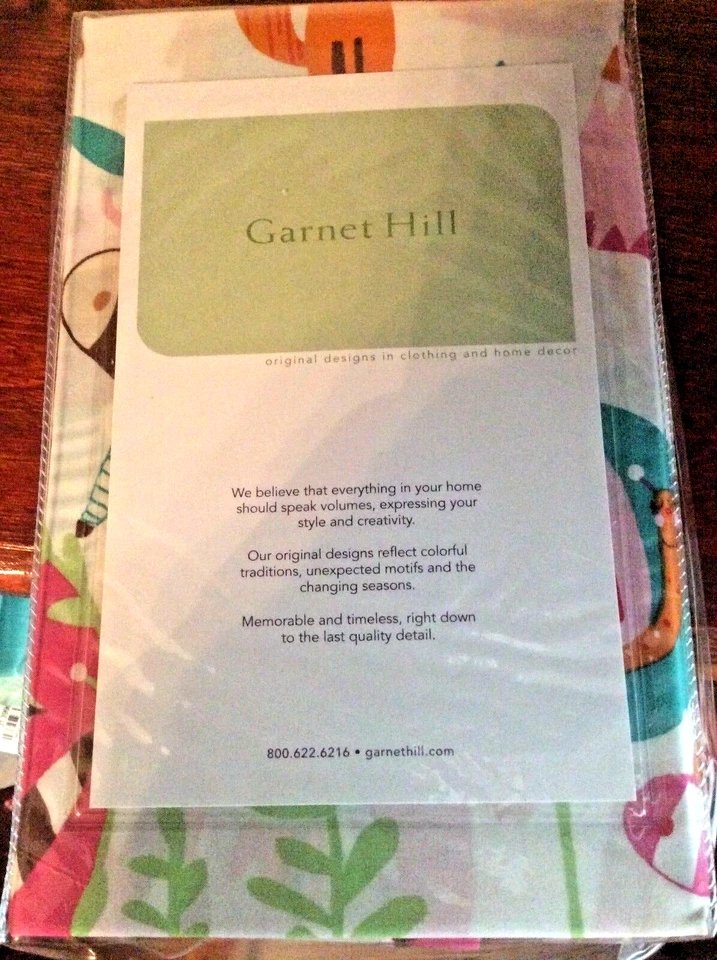 Garnet Hill
original designs in clothing and home decor
We believe that everything in your home
should speak volumes, expressing your
style and creativity.
Our original designs reflect colorful
traditions, unexpected motifs and the
changing seasons.
Memorable and timeless, right down
to the last quality detail.
800.622.6216 • garnethill.com